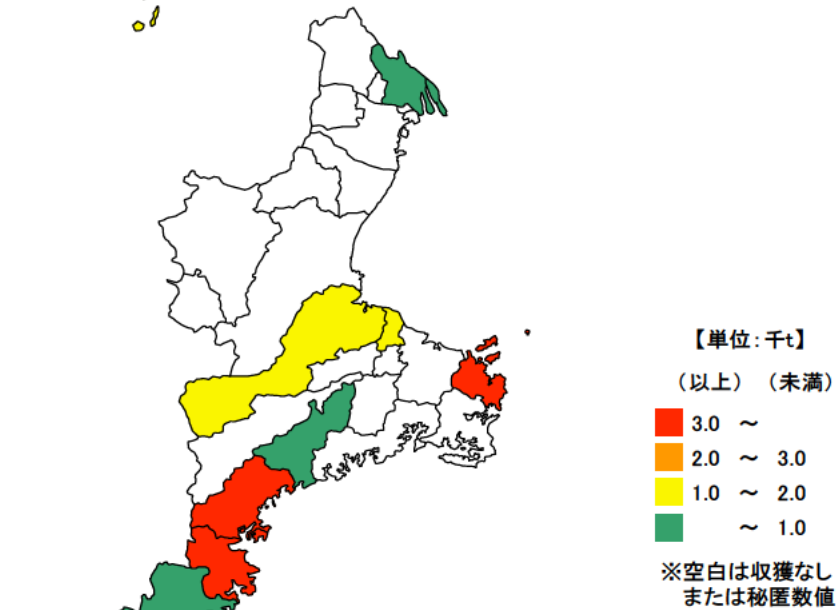 【単位:千t】
(以上) (未満)
3.0 ~
2.0 ~ 3.0
1.0 ~ 2.0
~ 1.0
※空白は収獲なし
または秘匿数値